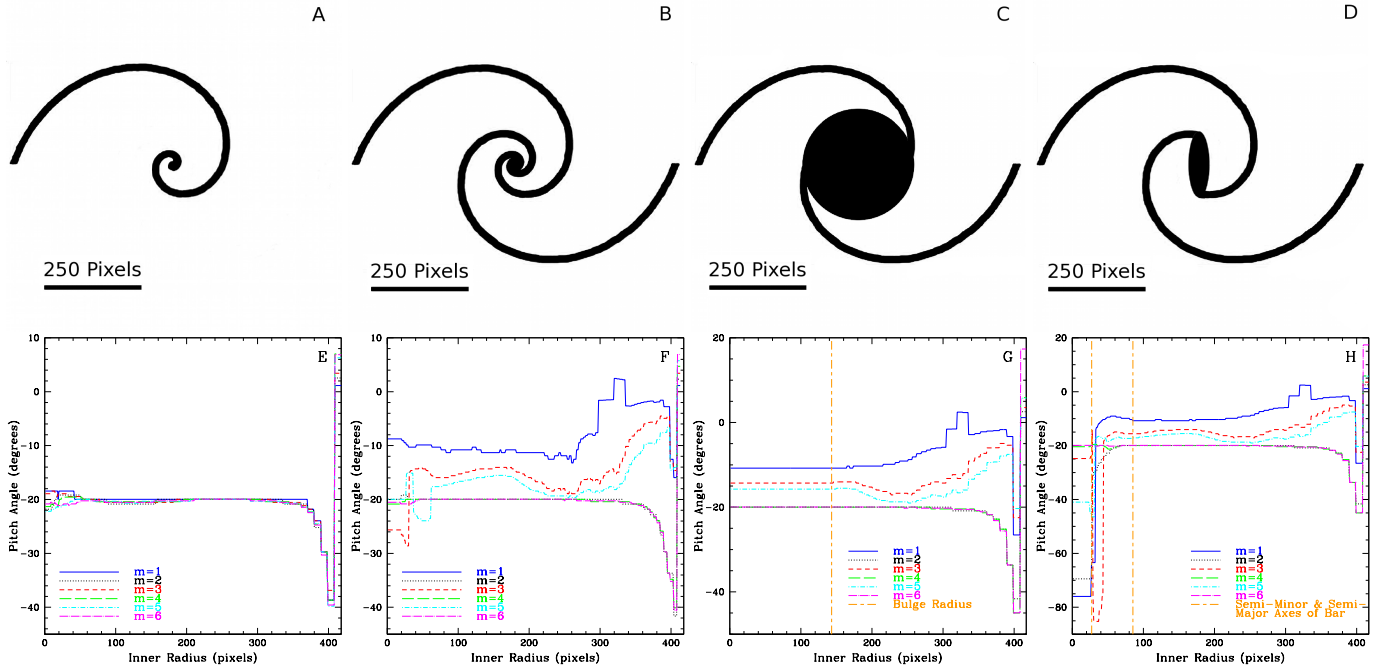 A
B
C
D
250 Pixels
250 Pixels
250 Pixels
250 Pixels
E
Pitch Angle (degrees)
10
0
-10
-20
-30
-40
m=1
m=2
m=3
m=4
m=5
m=6
0
100
200
300
400
Inner Radius (pixels)
F
Pitch Angle (degrees)
10
0
-10
-20
-30
-40
m=1
m=2
m=3
m=4
m=5
m=6
0
100
200
300
400
Inner Radius (pixels)
G
Pitch Angle (degrees)
20
0
-20
-40
m=1
m=2
m=3
m=4
m=5
m=6
Bulge Radius
0
100
200
300
400
Inner Radius (pixels)
H
Pitch Angle (degrees)
20
0
-20
-40
-60
-80
m=1
m=2
m=3
m=4
m=5
m=6
Semi-Minor & Semi-
Major Axes of Bar
0
100
200
300
400
Inner Radius (pixels)